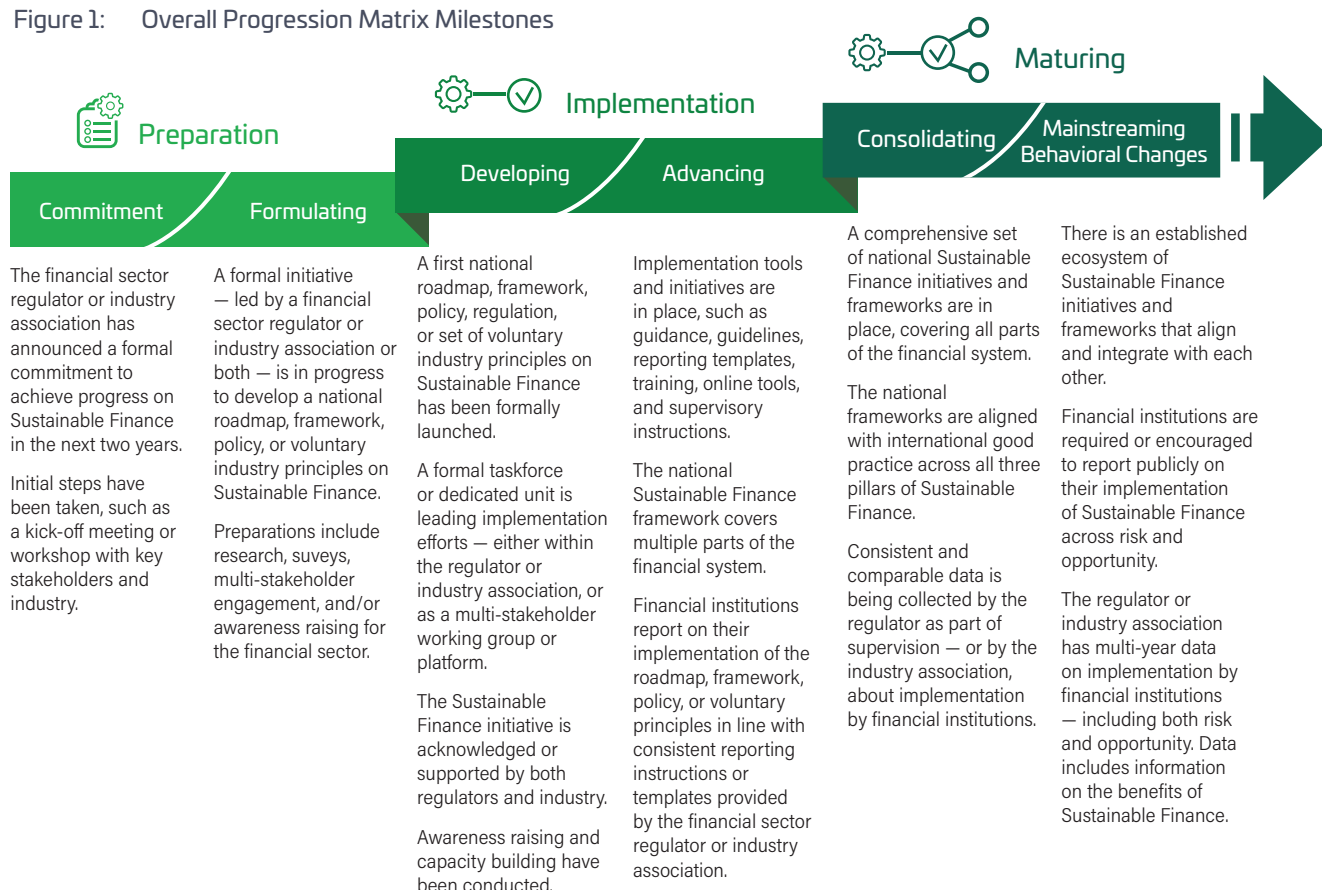 Figure 1: Overall Progression Matrix Milestones
Preparation
Implementation
Maturing
Commitment
Formulating
Developing
Advancing
Consolidating
Mainstreaming
Behavioral Changes
The financial sector
regulator or industry
association has
announced a formal
commitment to
achieve progress on
Sustainable Finance
in the next two years.
Initial steps have
been taken, such as
a kick-off meeting or
workshop with key
stakeholders and
industry.
A formal initiative
— led by a financial
sector regulator or
industry association or
both — is in progress
to develop a national
roadmap, framework,
policy, or voluntary
industry principles on
Sustainable Finance.
Preparations include
research, suveys,
multi-stakeholder
engagement, and/or
awareness raising for
the financial sector.
A first national
roadmap, framework,
policy, regulation,
or set of voluntary
industry principles on
Sustainable Finance
has been formally
launched.
A formal taskforce
or dedicated unit is
leading implementation
efforts — either within
the regulator or
industry association, or
as a multi-stakeholder
working group or
platform.
The Sustainable
Finance initiative is
acknowledged or
supported by both
regulators and industry.
Awareness raising and
capacity building have
been conducted.
Implementation tools
and initiatives are
in place, such as
guidance, guidelines,
reporting templates,
training, online tools,
and supervisory
instructions.
The national
Sustainable Finance
framework covers
multiple parts of the
financial system.
Financial institutions
report on their
implementation of the
roadmap, framework,
policy, or voluntary
principles in line with
consistent reporting
instructions or
templates provided
by the financial sector
regulator or industry
association.
A comprehensive set
of national Sustainable
Finance initiatives and
frameworks are in
place, covering all parts
of the financial system.
The national
frameworks are aligned
with international good
practice across all three
pillars of Sustainable
Finance.
Consistent and
comparable data is
being collected by the
regulator as part of
supervision — or by the
industry association,
about implementation
by financial institutions.
There is an established
ecosystem of
Sustainable Finance
initiatives and
frameworks that align
and integrate with each
other.
Financial institutions are
required or encouraged
to report publicly on
their implementation
of Sustainable Finance
across risk and
opportunity.
The regulator or
industry association
has multi-year data
on implementation by
financial institutions
— including both risk
and opportunity. Data
includes information
on the benefits of
Sustainable Finance.